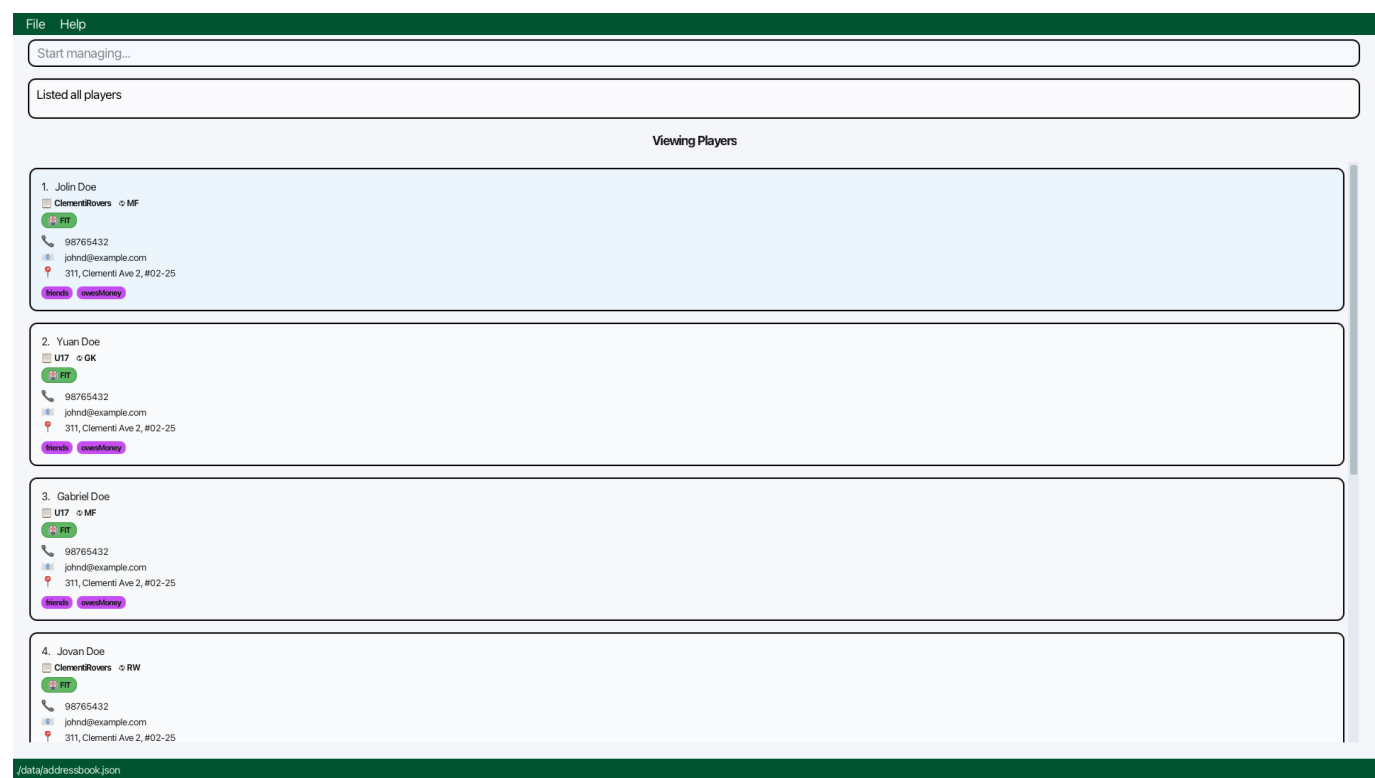 File Help
Start managing...
Listed all players
Viewing Players
1. Jolin Doe
ClementiRovers MF
FIT
98765432
johnd@example.com
311, Clementi Ave 2, #02-25
friends owesMoney
2. Yuan Doe
U17 GK
FIT
98765432
johnd@example.com
311, Clementi Ave 2, #02-25
friends owesMoney
3. Gabriel Doe
U17 MF
FIT
98765432
johnd@example.com
311, Clementi Ave 2, #02-25
friends owesMoney
4. Jovan Doe
ClementiRovers RW
FIT
98765432
johnd@example.com
311, Clementi Ave 2, #02-25
./data/addressbook.json